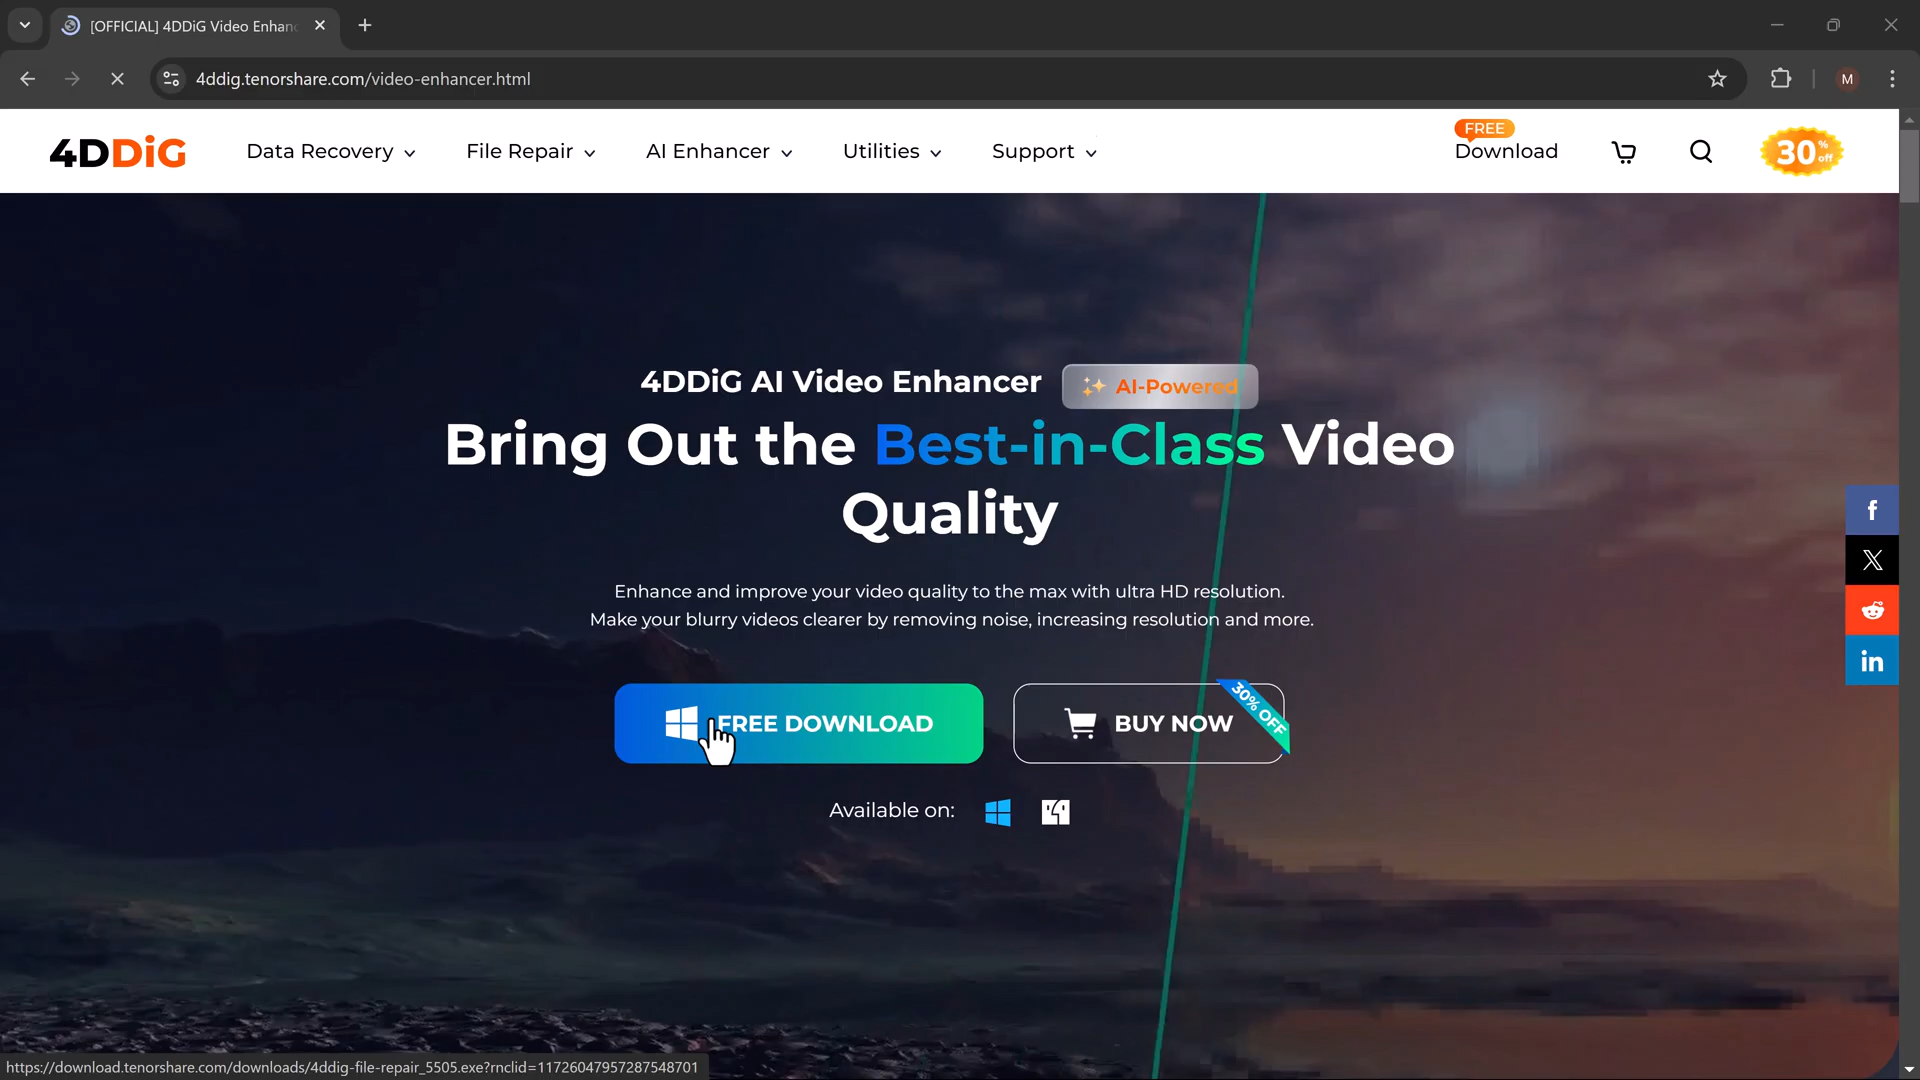 [OFFICIAL] 4DDiG Video Enhanc
4ddig.tenorshare.com/video-enhancer.html
M
4DDiG
Data Recovery
File Repair
AI Enhancer
Utilities
Support
FREE
Download
30% off
4DDiG AI Video Enhancer
AI-Powered
Bring Out the Best-in-Class Video
Quality
Enhance and improve your video quality to the max with ultra HD resolution.
Make your blurry videos clearer by removing noise, increasing resolution and more.
FREE DOWNLOAD
BUY NOW
30% OFF
Available on:
f
X
in
https://download.tenorshare.com/downloads/4ddig-file-repair_5505.exe?rnclid=11726047957287548701